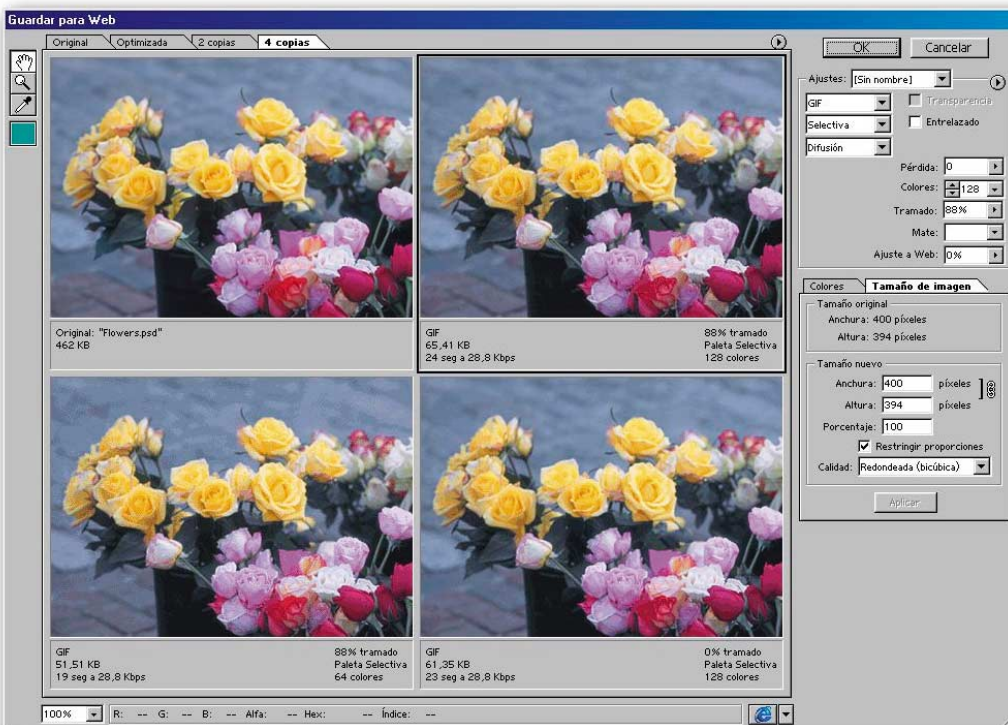 Guardar para Web
Original Optimizada 2 copias 4 copias
Original: "Flowers.psd"
462 KB
GIF 88% tramado
65,41 KB Paleta Selectiva
24 seg a 28,8 Kbps 128 colores
GIF 88% tramado
51,51 KB Paleta Selectiva
19 seg a 28,8 Kbps 64 colores
GIF 0% tramado
61,35 KB Paleta Selectiva
23 seg a 28,8 Kbps 128 colores
100% R: -- G: -- B: -- Alfa: -- Hex: -- Índice: --
OK Cancelar
Ajustes: [Sin nombre]
GIF Transparencia
Selectiva Entrelazado
Difusión
Pérdida: 0
Colores: 128
Tramado: 88%
Mate:
Ajuste a Web: 0%
Colores Tamaño de imagen
Tamaño original
Anchura: 400 píxeles
Altura: 394 píxeles
Tamaño nuevo
Anchura: 400 píxeles
Altura: 394 píxeles
Porcentaje: 100
Restringir proporciones
Calidad: Redondeada (bicúbica)
Aplicar